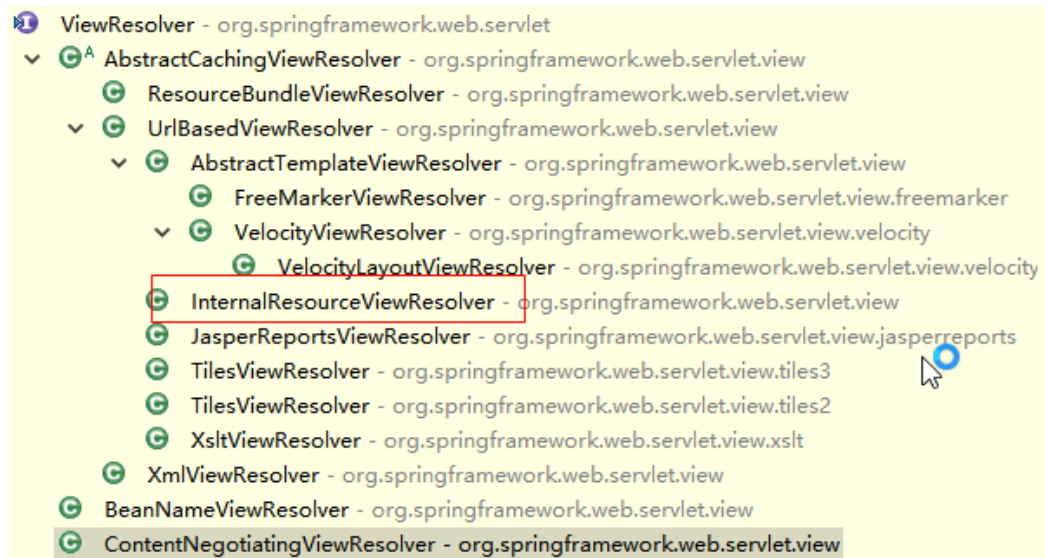 ViewResolver - org.springframework.web.servlet
AbstractCachingViewResolver - org.springframework.web.servlet.view
ResourceBundleViewResolver - org.springframework.web.servlet.view
UrlBasedViewResolver - org.springframework.web.servlet.view
AbstractTemplateViewResolver - org.springframework.web.servlet.view
FreeMarkerViewResolver - org.springframework.web.servlet.view.freemarker
VelocityViewResolver - org.springframework.web.servlet.view.velocity
VelocityLayoutViewResolver - org.springframework.web.servlet.view.velocity
InternalResourceViewResolver - org.springframework.web.servlet.view
JasperReportsViewResolver - org.springframework.web.servlet.view.jasperreports
TilesViewResolver - org.springframework.web.servlet.view.tiles3
TilesViewResolver - org.springframework.web.servlet.view.tiles2
XsltViewResolver - org.springframework.web.servlet.view.xslt
XmlViewResolver - org.springframework.web.servlet.view
BeanNameViewResolver - org.springframework.web.servlet.view
ContentNegotiatingViewResolver - org.springframework.web.servlet.view